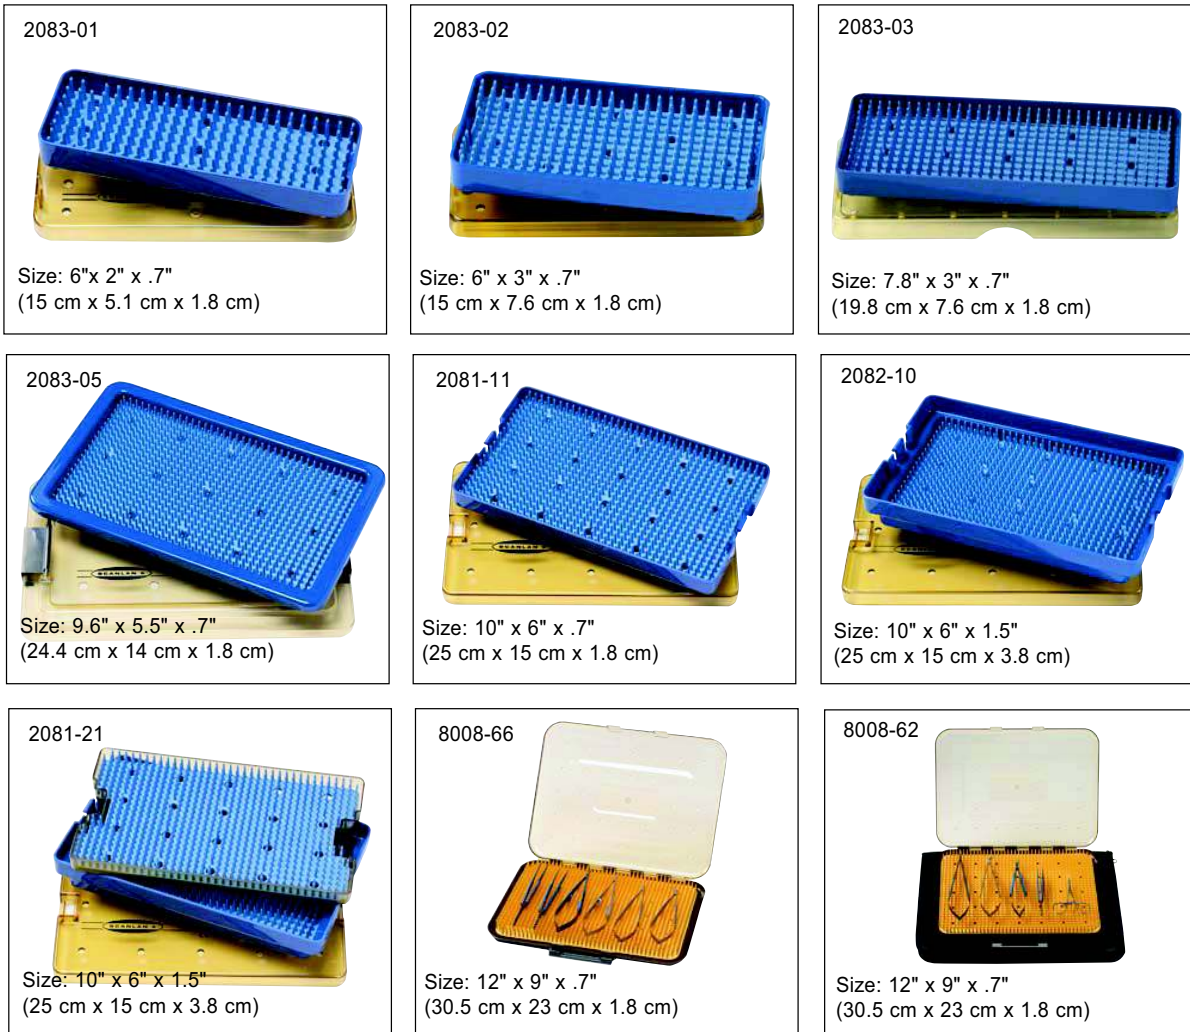 2083-01
Size: 6"x 2" x .7"
(15 cm x 5.1 cm x 1.8 cm)
2083-02
Size: 6" x 3" x .7"
(15 cm x 7.6 cm x 1.8 cm)
2083-03
Size: 7.8" x 3" x .7"
(19.8 cm x 7.6 cm x 1.8 cm)
2083-05
SCANLAN
Size: 9.6" x 5.5" x .7"
(24.4 cm x 14 cm x 1.8 cm)
2081-11
SCANLAN
Size: 10" x 6" x .7"
(25 cm x 15 cm x 1.8 cm)
2082-10
Size: 10" x 6" x 1.5"
(25 cm x 15 cm x 3.8 cm)
2081-21
SCANLAN
Size: 10" x 6" x 1.5"
(25 cm x 15 cm x 3.8 cm)
8008-66
Size: 12" x 9" x .7"
(30.5 cm x 23 cm x 1.8 cm)
8008-62
Size: 12" x 9" x .7"
(30.5 cm x 23 cm x 1.8 cm)